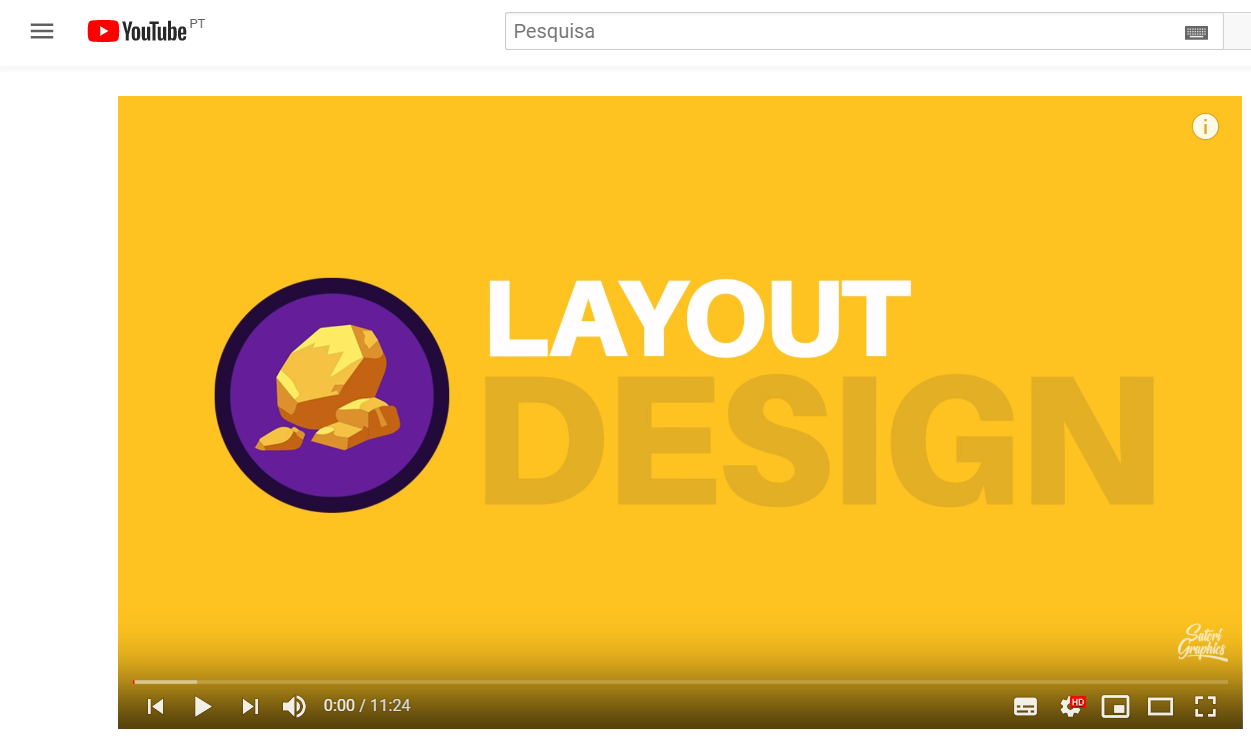 YouTube PT
Pesquisa
i
LAYOUT
DESIGN
Satori
Graphics
0:00 / 11:24
HD